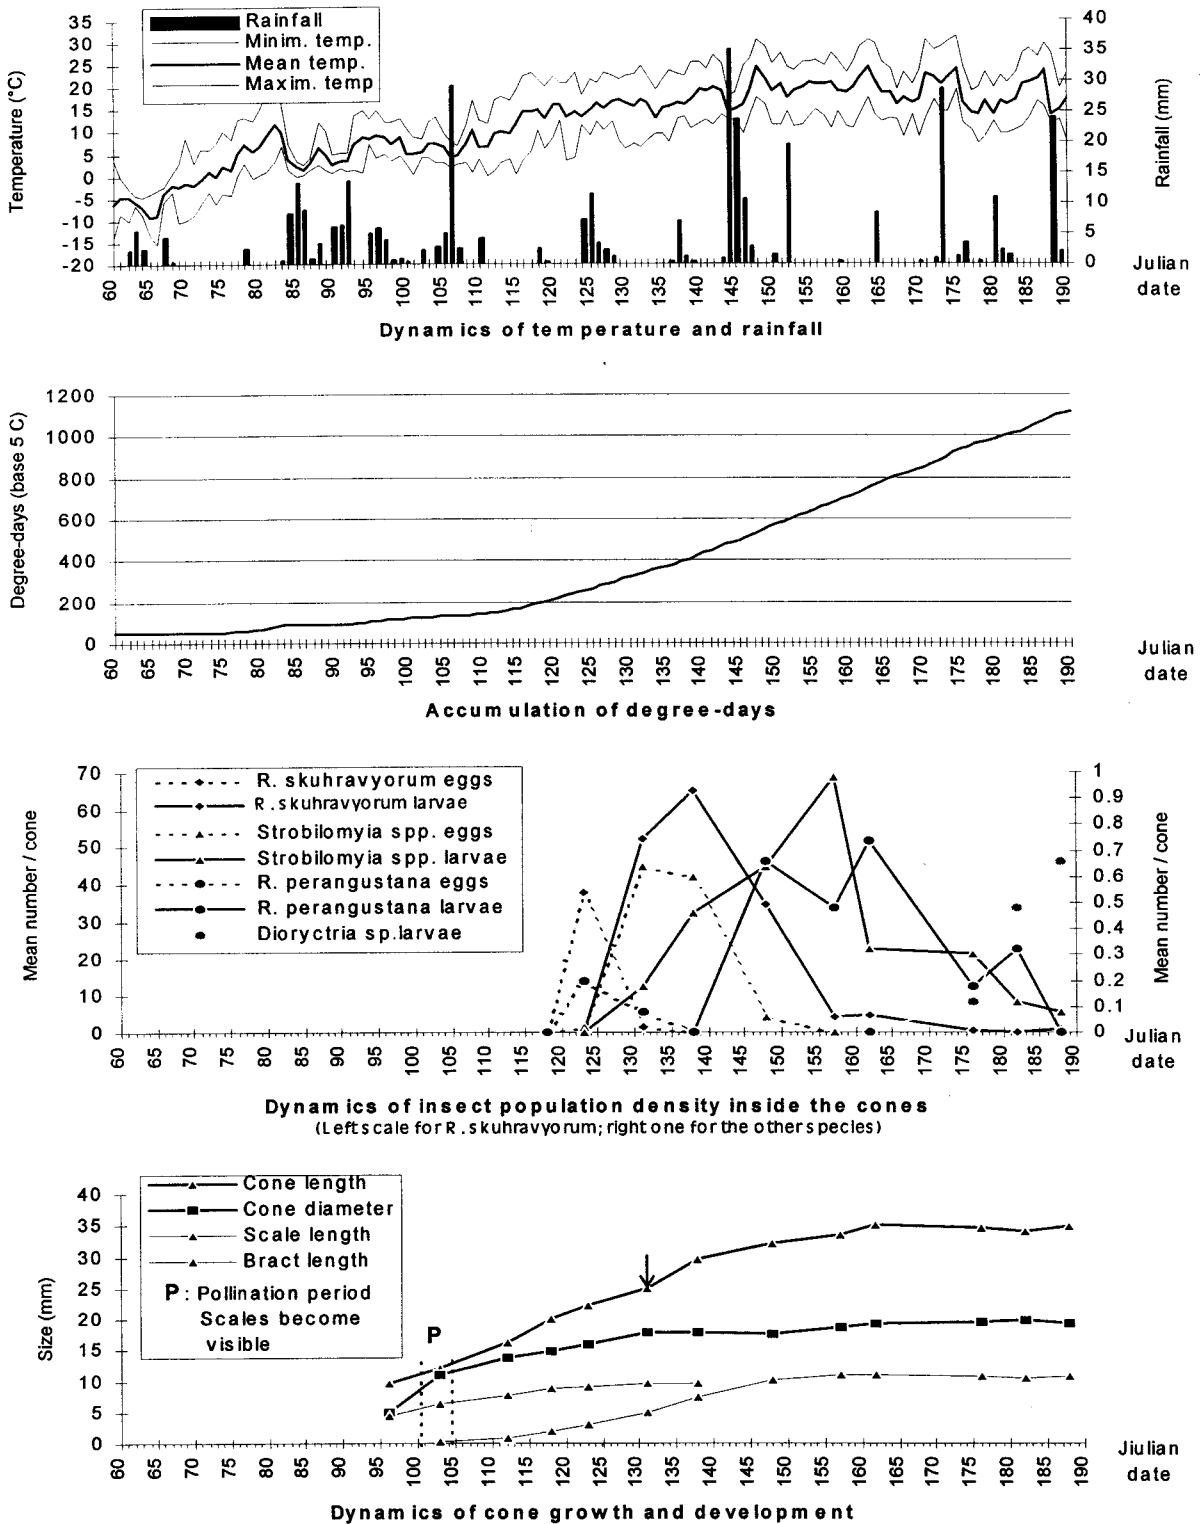 35
30
25
20
15
10
5
0
-5
-10
-15
-20
Temperature (°C)
Rainfall
Minim. temp.
Mean temp.
Maxim. temp
40
35
30
25
20
15
10
5
0
Rainfall (mm)
60 65 70 75 80 85 90 95 100 105 110 115 120 125 130 135 140 145 150 155 160 165 170 175 180 185 190
Julian
date
Dynamics of temperature and rainfall
1200
1000
800
600
400
200
0
Degree-days (base 5 C)
60 65 70 75 80 85 90 95 100 105 110 115 120 125 130 135 140 145 150 155 160 165 170 175 180 185 190
Julian
date
Accumulation of degree-days
70
60
50
40
30
20
10
0
Mean number / cone
R. skuhravyorum eggs
R.skuhravyorum larvae
Strobilomyia spp. eggs
Strobilomyia spp. larvae
R. perangustana eggs
R. perangustana larvae
Dioryctria sp.larvae
1
0.9
0.8
0.7
0.6
0.5
0.4
0.3
0.2
0.1
0
Mean number / cone
60 65 70 75 80 85 90 95 100 105 110 115 120 125 130 135 140 145 150 155 160 165 170 175 180 185 190
Julian
date
Dynamics of insect population density inside the cones
(Left scale for R.skuhravyorum; right one for the other species)
40
35
30
25
20
15
10
5
0
Size (mm)
Cone length
Cone diameter
Scale length
Bract length
P : Pollination period
Scales become
visible
P
60 65 70 75 80 85 90 95 100 105 110 115 120 125 130 135 140 145 150 155 160 165 170 175 180 185 190
Jiulian
date
Dynamics of cone growth and development